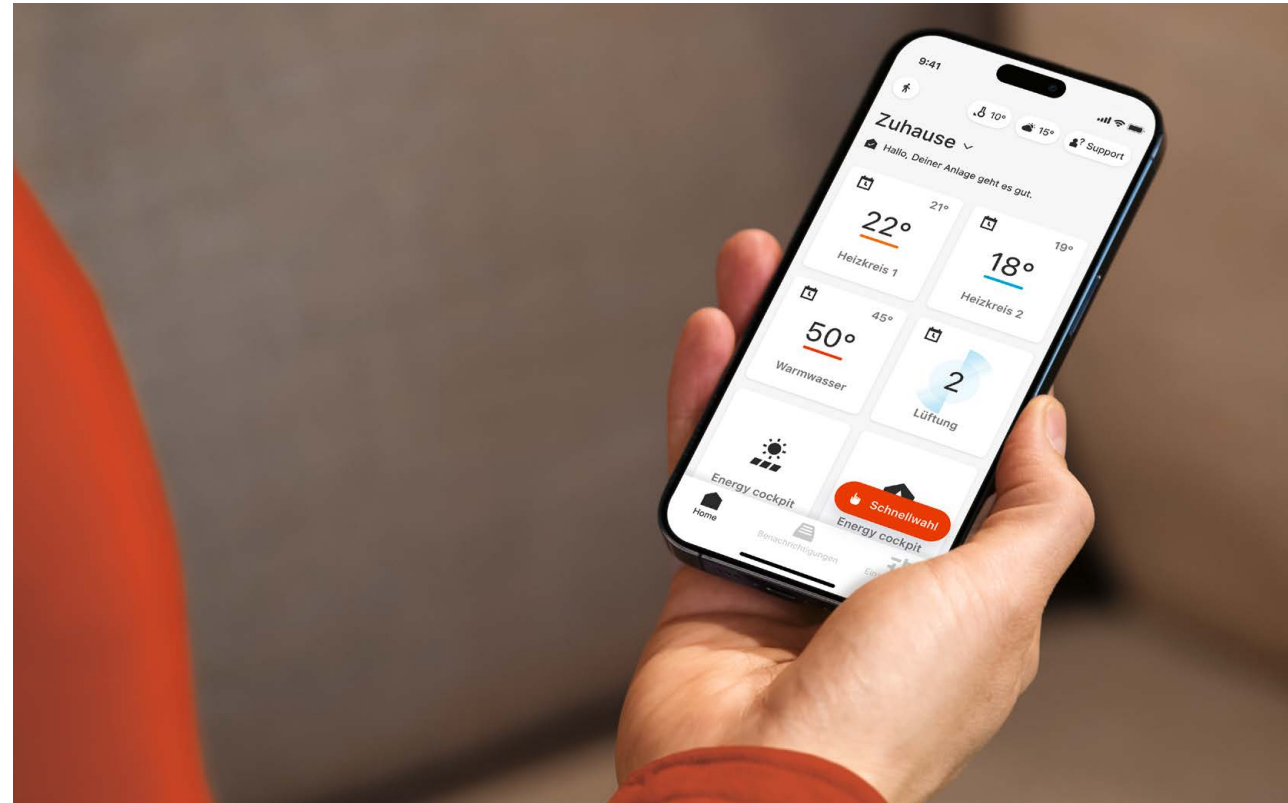 9:41
10°
15°
Support
Zuhause
Hallo, Deiner Anlage geht es gut.
21°
22°
Heizkreis 1
19°
18°
Heizkreis 2
45°
50°
Warmwasser
2
Lüftung
Energy cockpit
Energy cockpit
Schnellwahl
Home
Benachrichtigungen